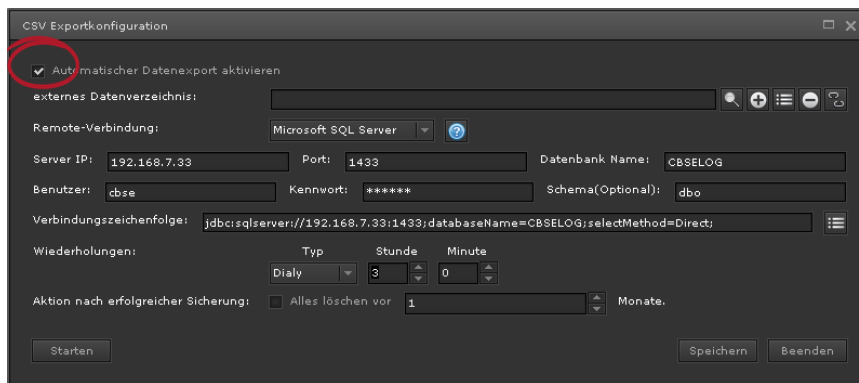 CSV Exportkonfiguration
Automatischer Datenexport aktivieren
externes Datenverzeichnis:
Remote-Verbindung: Microsoft SQL Server ?
Server IP: 192.168.7.33 Port: 1433 Datenbank Name: CBSELOG
Benutzer: cbse Kennwort: ****** Schema(Optional): dbo
Verbindungszeichenfolge: jdbc:sqlserver://192.168.7.33:1433;databaseName=CBSELOG;selectMethod=Direct;
Wiederholungen: Typ Stunde Minute
Dialy 3 0
Aktion nach erfolgreicher Sicherung: Alles löschen vor 1 Monate.
Starten Speichern Beenden